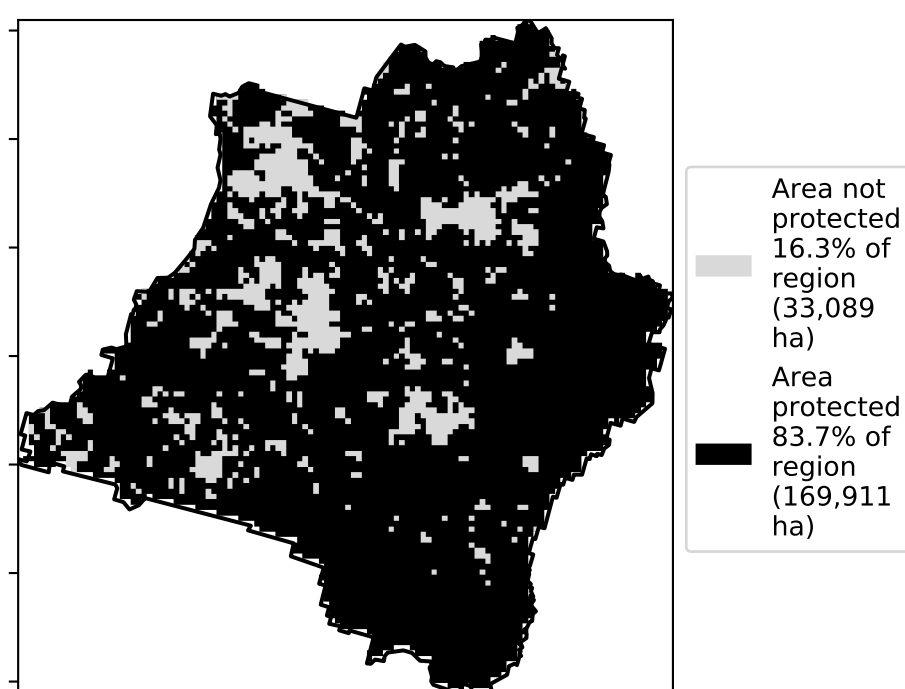 Area not
protected
16.3% of
region
(33,089
ha)
Area
protected
83.7% of
region
(169,911
ha)